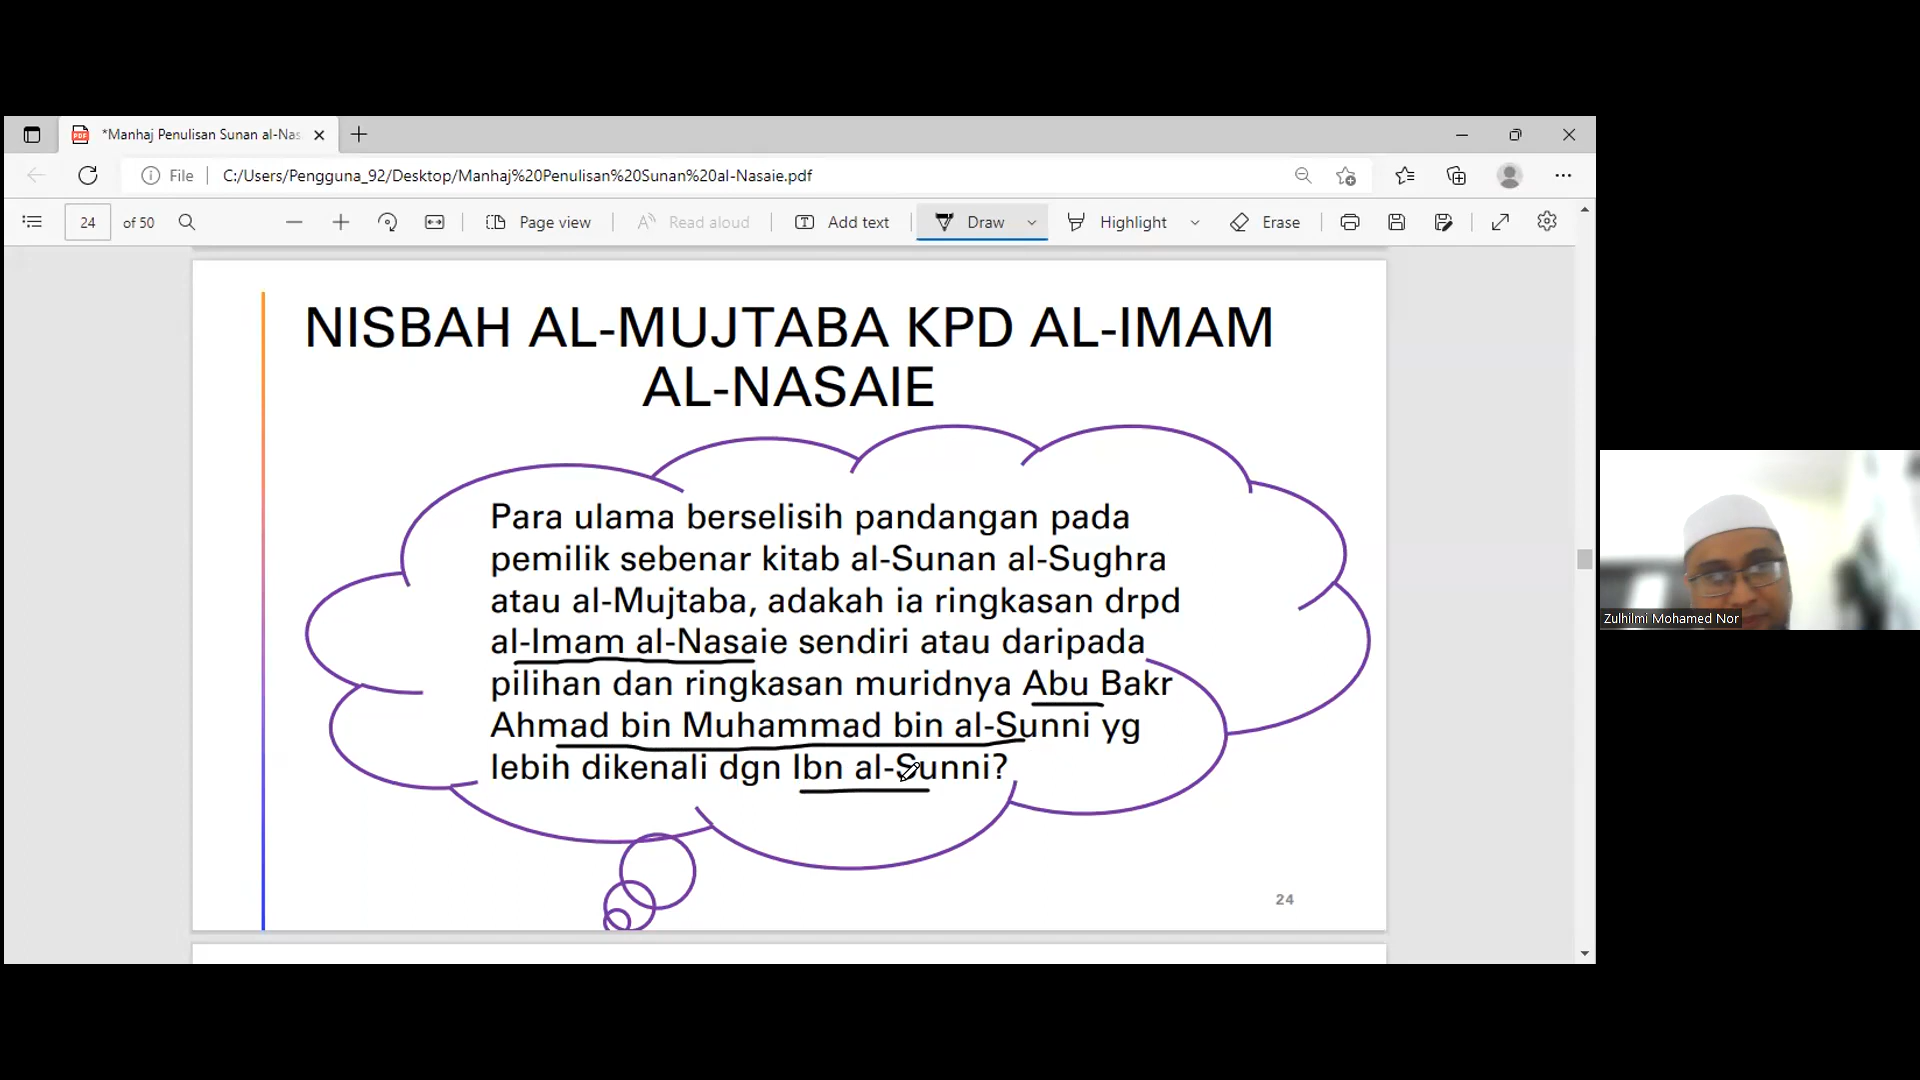 *Manhaj Penulisan Sunan al-Nas
File
C:/Users/Pengguna_92/Desktop/Manhaj%20Penulisan%20Sunan%20al-Nasaie.pdf
24 of 50
Page view
Read aloud
Add text
Draw
Highlight
Erase
NISBAH AL-MUJTABA KPD AL-IMAM
AL-NASAIE
Para ulama berselisih pandangan pada
pemilik sebenar kitab al-Sunan al-Sughra
atau al-Mujtaba, adakah ia ringkasan drpd
al-Imam al-Nasaie sendiri atau daripada
pilihan dan ringkasan muridnya Abu Bakr
Ahmad bin Muhammad bin al-Sunni yg
lebih dikenali dgn Ibn al-Sunni?
24
Zulhilmi Mohamed Nor